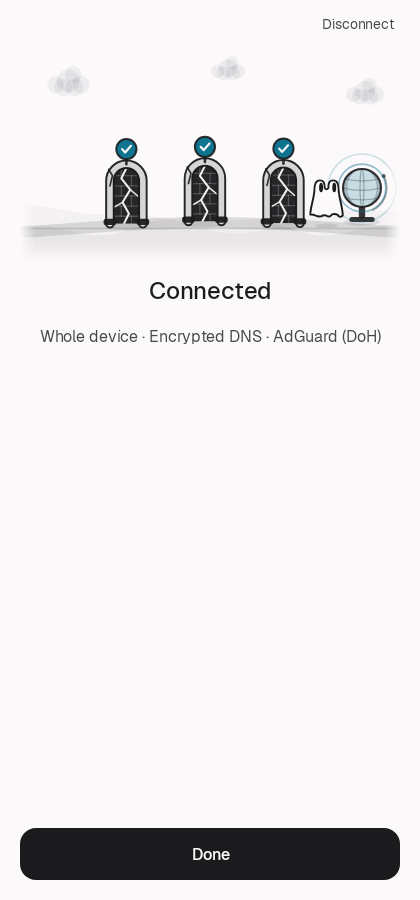 Disconnect
Connected
Whole device · Encrypted DNS · AdGuard (DoH)
Done